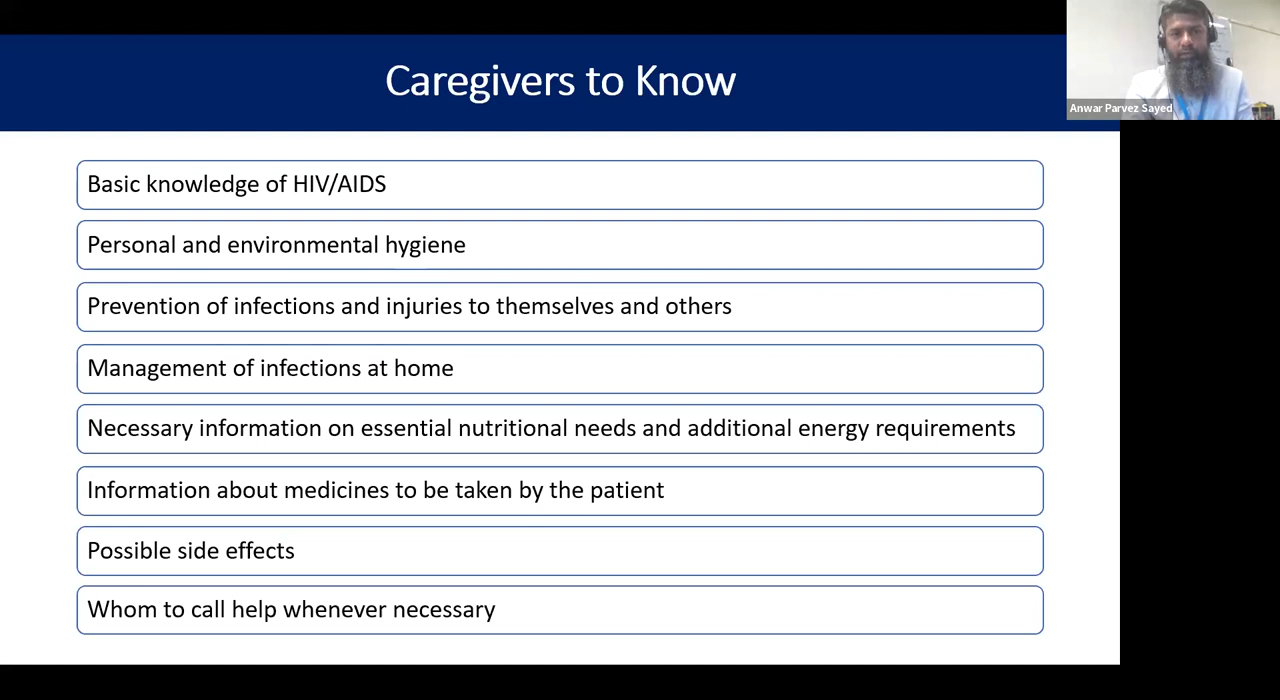 Caregivers to Know
Anwar Parvez Sayed
Basic knowledge of HIV/AIDS
Personal and environmental hygiene
Prevention of infections and injuries to themselves and others
Management of infections at home
Necessary information on essential nutritional needs and additional energy requirements
Information about medicines to be taken by the patient
Possible side effects
Whom to call help whenever necessary